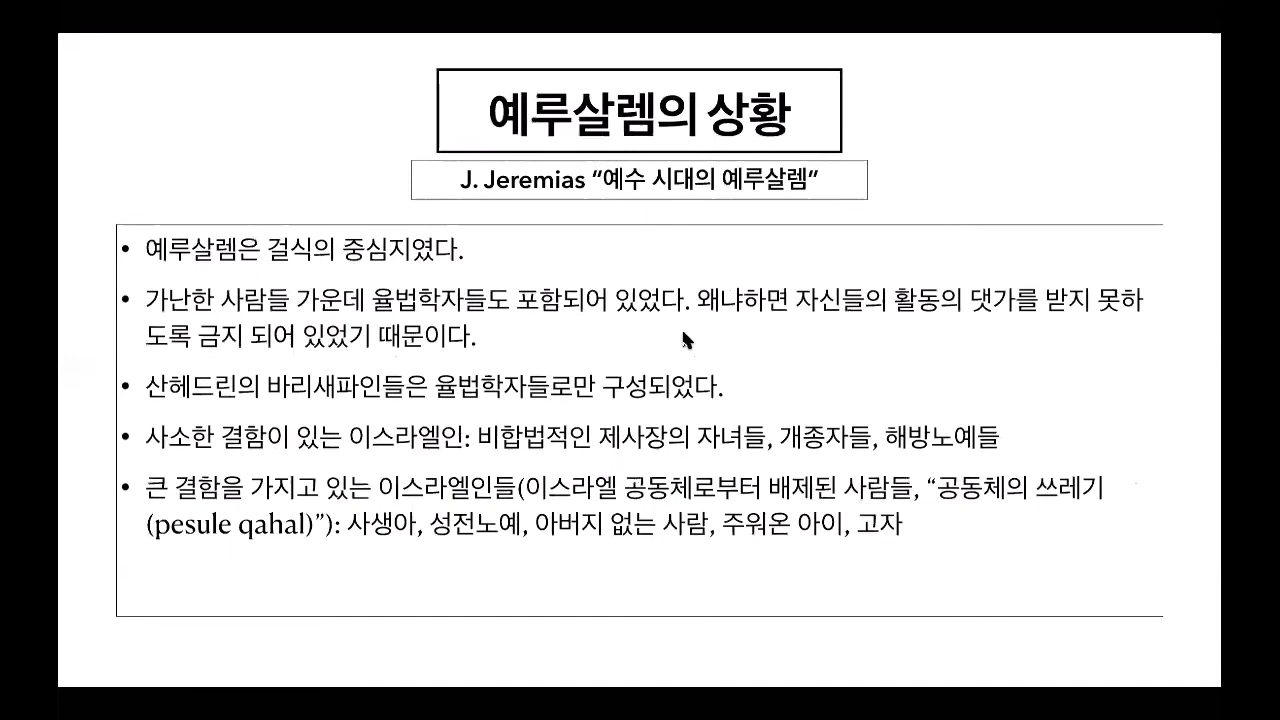 예루살렘의 상황
J. Jeremias “예수 시대의 예루살렘”
• 예루살렘은 걸식의 중심지였다.
• 가난한 사람들 가운데 율법학자들도 포함되어 있었다. 왜냐하면 자신들의 활동의 댓가를 받지 못하
도록 금지 되어 있었기 때문이다.
• 산헤드린의 바리새파인들은 율법학자들로만 구성되었다.
• 사소한 결함이 있는 이스라엘인: 비합법적인 제사장의 자녀들, 개종자들, 해방노예들
• 큰 결함을 가지고 있는 이스라엘인들(이스라엘 공동체로부터 배제된 사람들, “공동체의 쓰레기
(pesule qahal)”): 사생아, 성전노예, 아버지 없는 사람, 주워온 아이, 고자